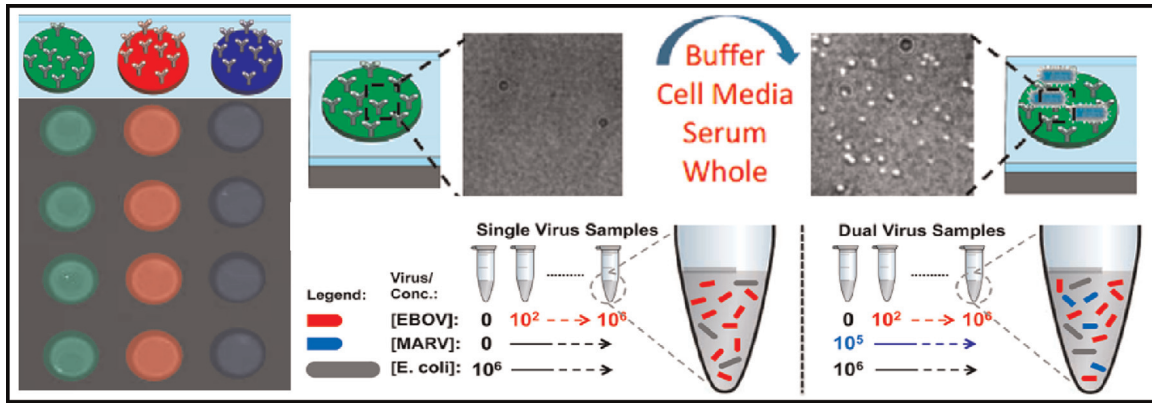 Buffer
Cell Media
Serum
Whole
Single Virus Samples
Dual Virus Samples
Legend:
Virus/
Conc.:
[EBOV]: 0 10² 10⁶
[MARV]: 0
[E. coli]: 10⁶
0 10² 10⁶
10⁵
10⁶